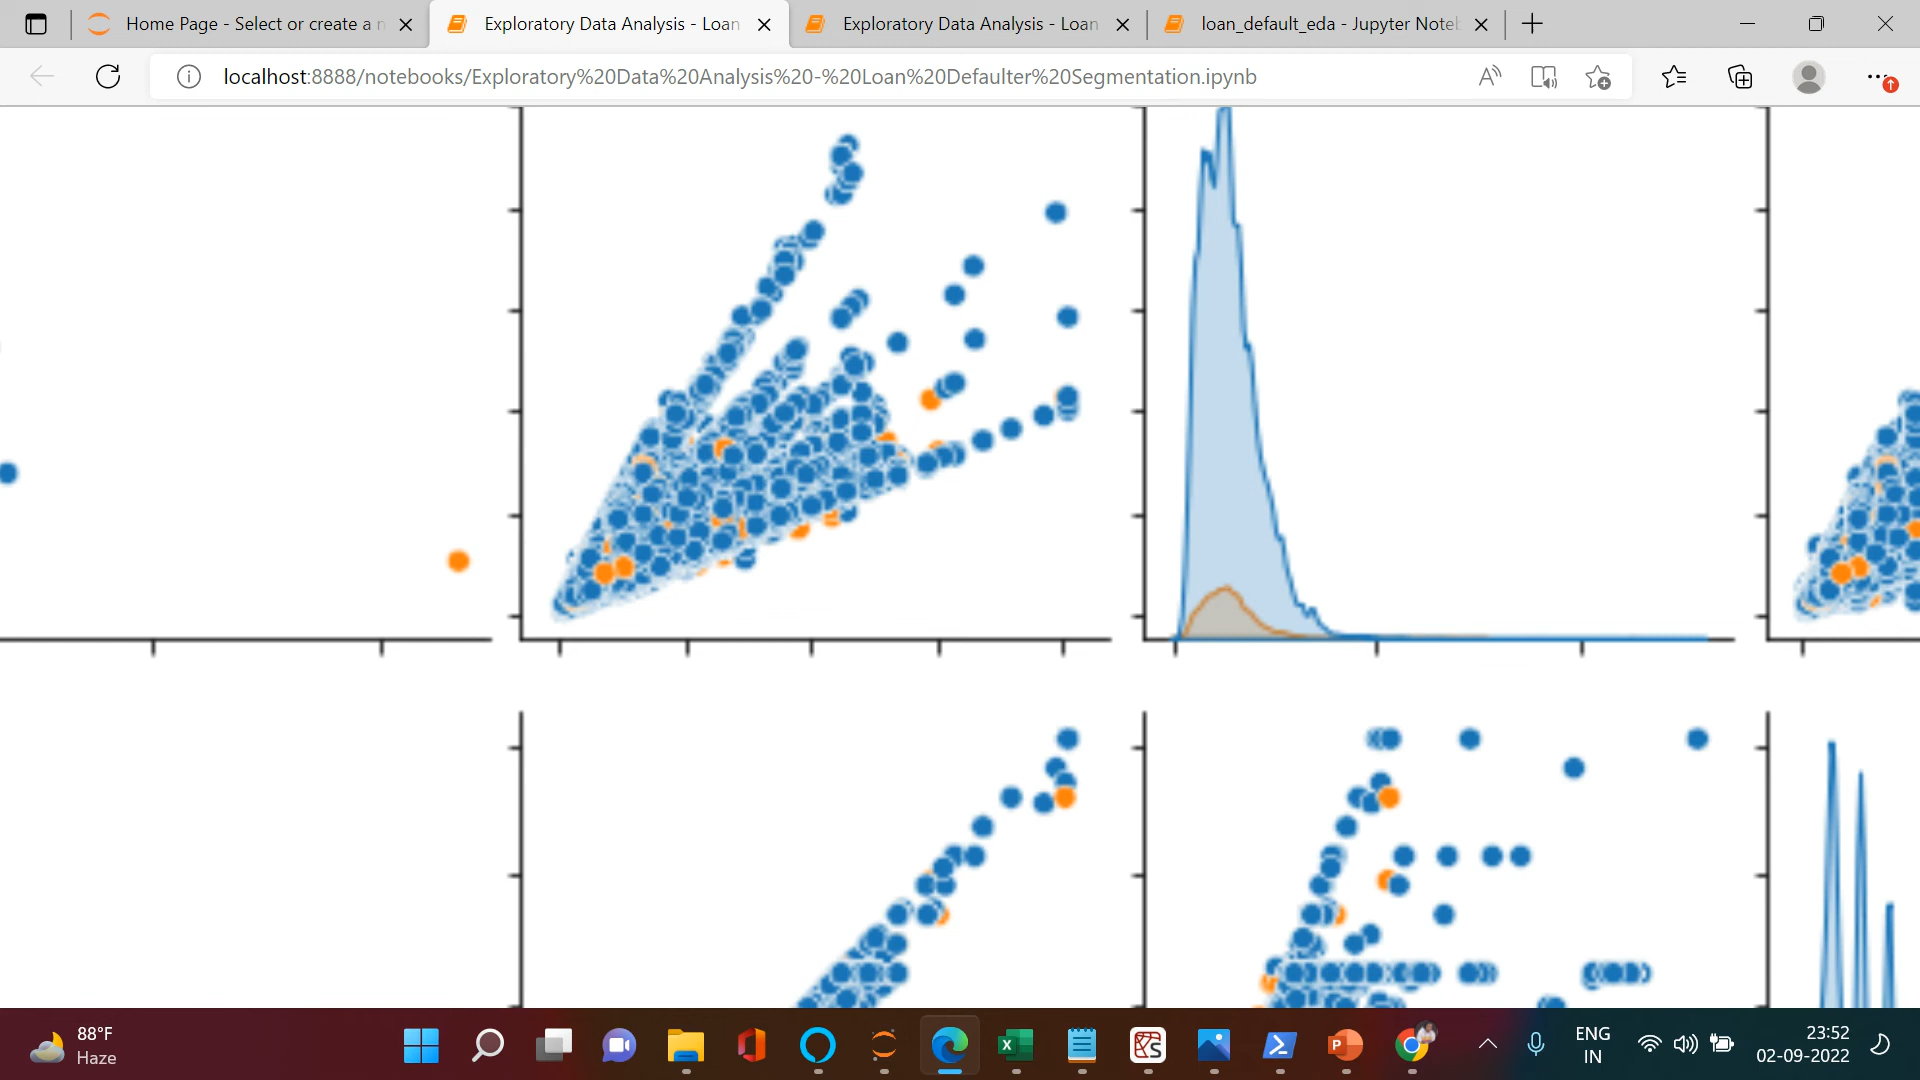 Home Page - Select or create a n
Exploratory Data Analysis - Loan
Exploratory Data Analysis - Loan
loan_default_eda - Jupyter Noteb
localhost:8888/notebooks/Exploratory%20Data%20Analysis%20-%20Loan%20Defaulter%20Segmentation.ipynb
88°F
Haze
ENG
IN
23:52
02-09-2022